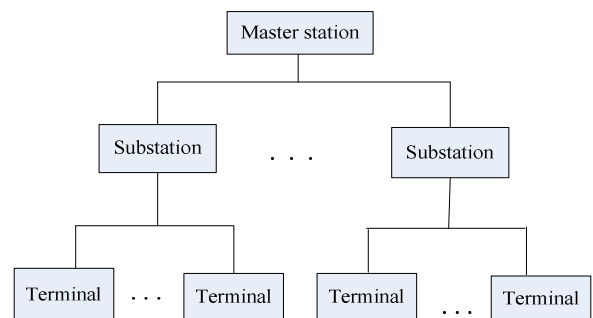 Master station
Substation . . . Substation
Terminal . . . Terminal Terminal . . . Terminal